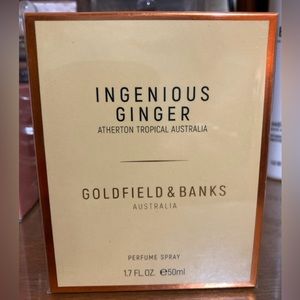 INGENIOUS
GINGER
ATHERTON TROPICAL AUSTRALIA
GOLDFIELD & BANKS
AUSTRALIA
PERFUME SPRAY
1.7 FL.OZ. ℮50ml